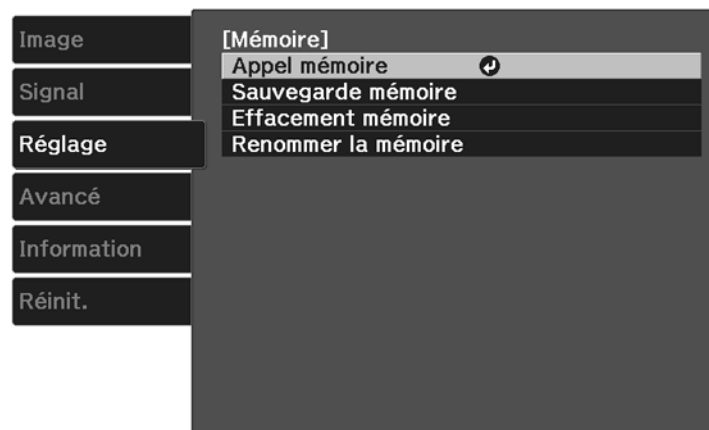 Image
Signal
Réglage
Avancé
Information
Réinit.
[Mémoire]
Appel mémoire
Sauvegarde mémoire
Effacement mémoire
Renommer la mémoire